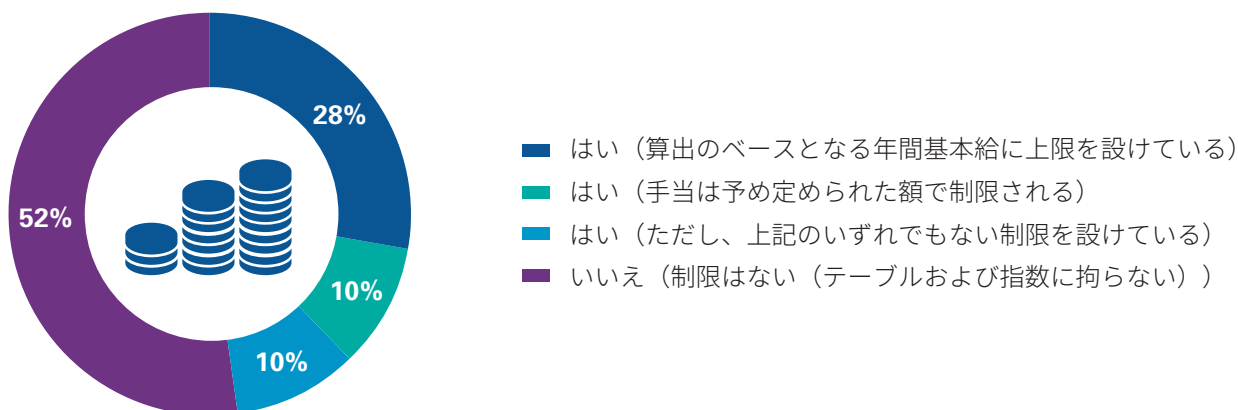 28%
10%
10%
52%
はい（算出のベースとなる年間基本給に上限を設けている）
はい（手当は予め定められた額で制限される）
はい（ただし、上記のいずれでもない制限を設けている）
いいえ（制限はない（テーブルおよび指数に拘らない））